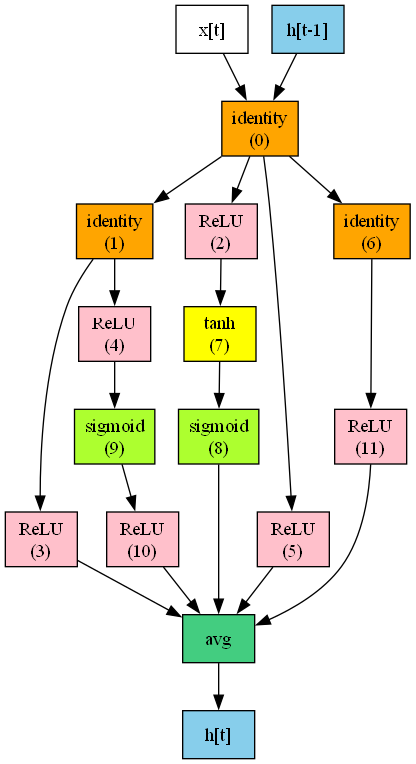 x[t]
h[t-1]
identity
(0)
identity
(1)
ReLU
(2)
identity
(6)
ReLU
(4)
tanh
(7)
sigmoid
(9)
sigmoid
(8)
ReLU
(11)
ReLU
(3)
ReLU
(10)
ReLU
(5)
avg
h[t]